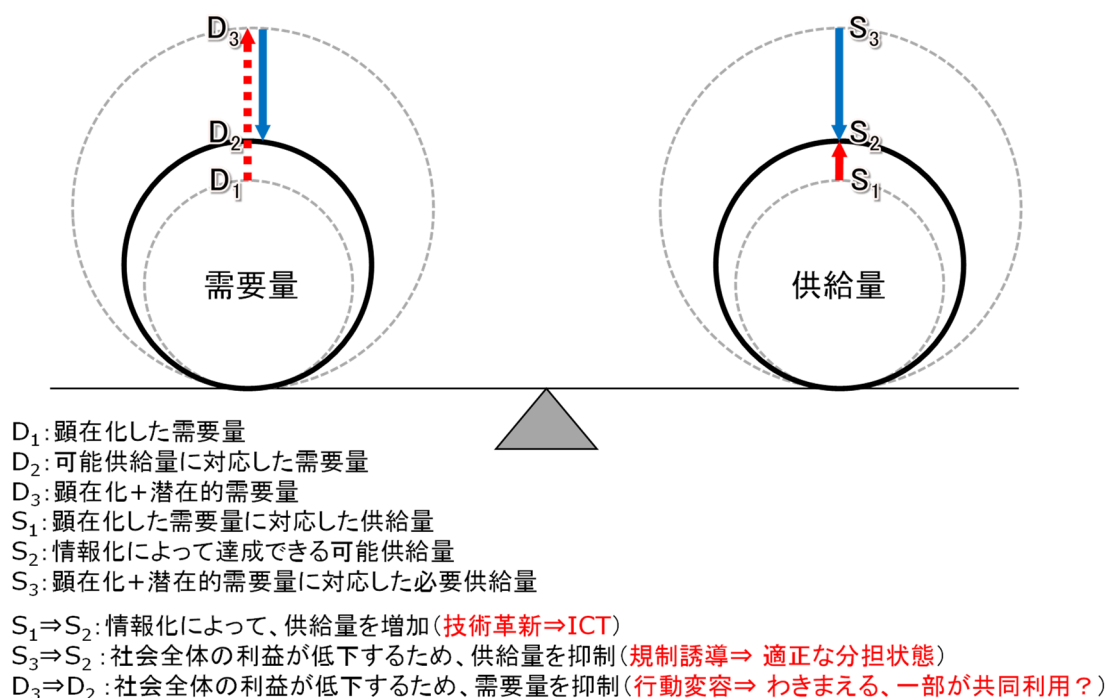 D3
S3
D2
S2
D1
S1
需要量
供給量
D1:顕在化した需要量
D2:可能供給量に対応した需要量
D3:顕在化+潜在的需要量
S1:顕在化した需要量に対応した供給量
S2:情報化によって達成できる可能供給量
S3:顕在化+潜在的需要量に対応した必要供給量
S1⇒S2:情報化によって、供給量を増加(技術革新⇒ICT)
S3⇒S2:社会全体の利益が低下するため、供給量を抑制(規制誘導⇒ 適正な分担状態)
D3⇒D2:社会全体の利益が低下するため、需要量を抑制(行動変容⇒ わきまえる、一部が共同利用?)